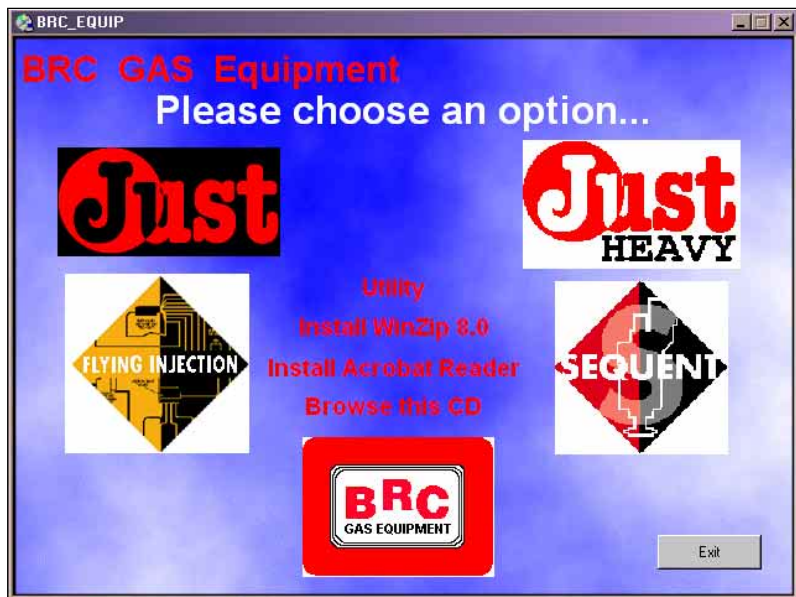 BRC_EQUIP
BRC GAS Equipment
Please choose an option...
Just
Just
HEAVY
Utility
FLYING INJECTION
Install WinZip 8.0
Install Acrobat Reader
SEQUENT
Browse this CD
BRC
GAS EQUIPMENT
Exit